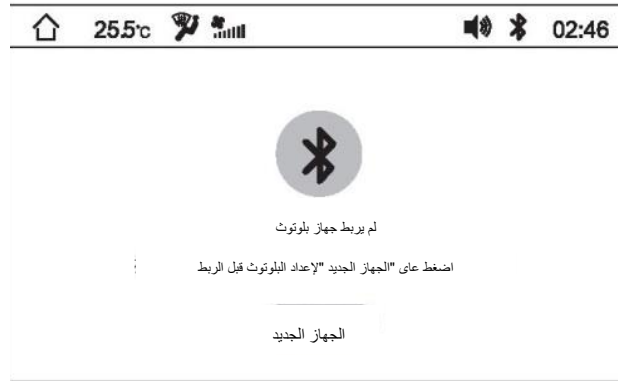 25.5°c 02:46
لم يربط جهاز بلوتوث
اضغط عاى "الجهاز الجديد "لإعداد البلوتوث قبل الربط
الجهاز الجديد